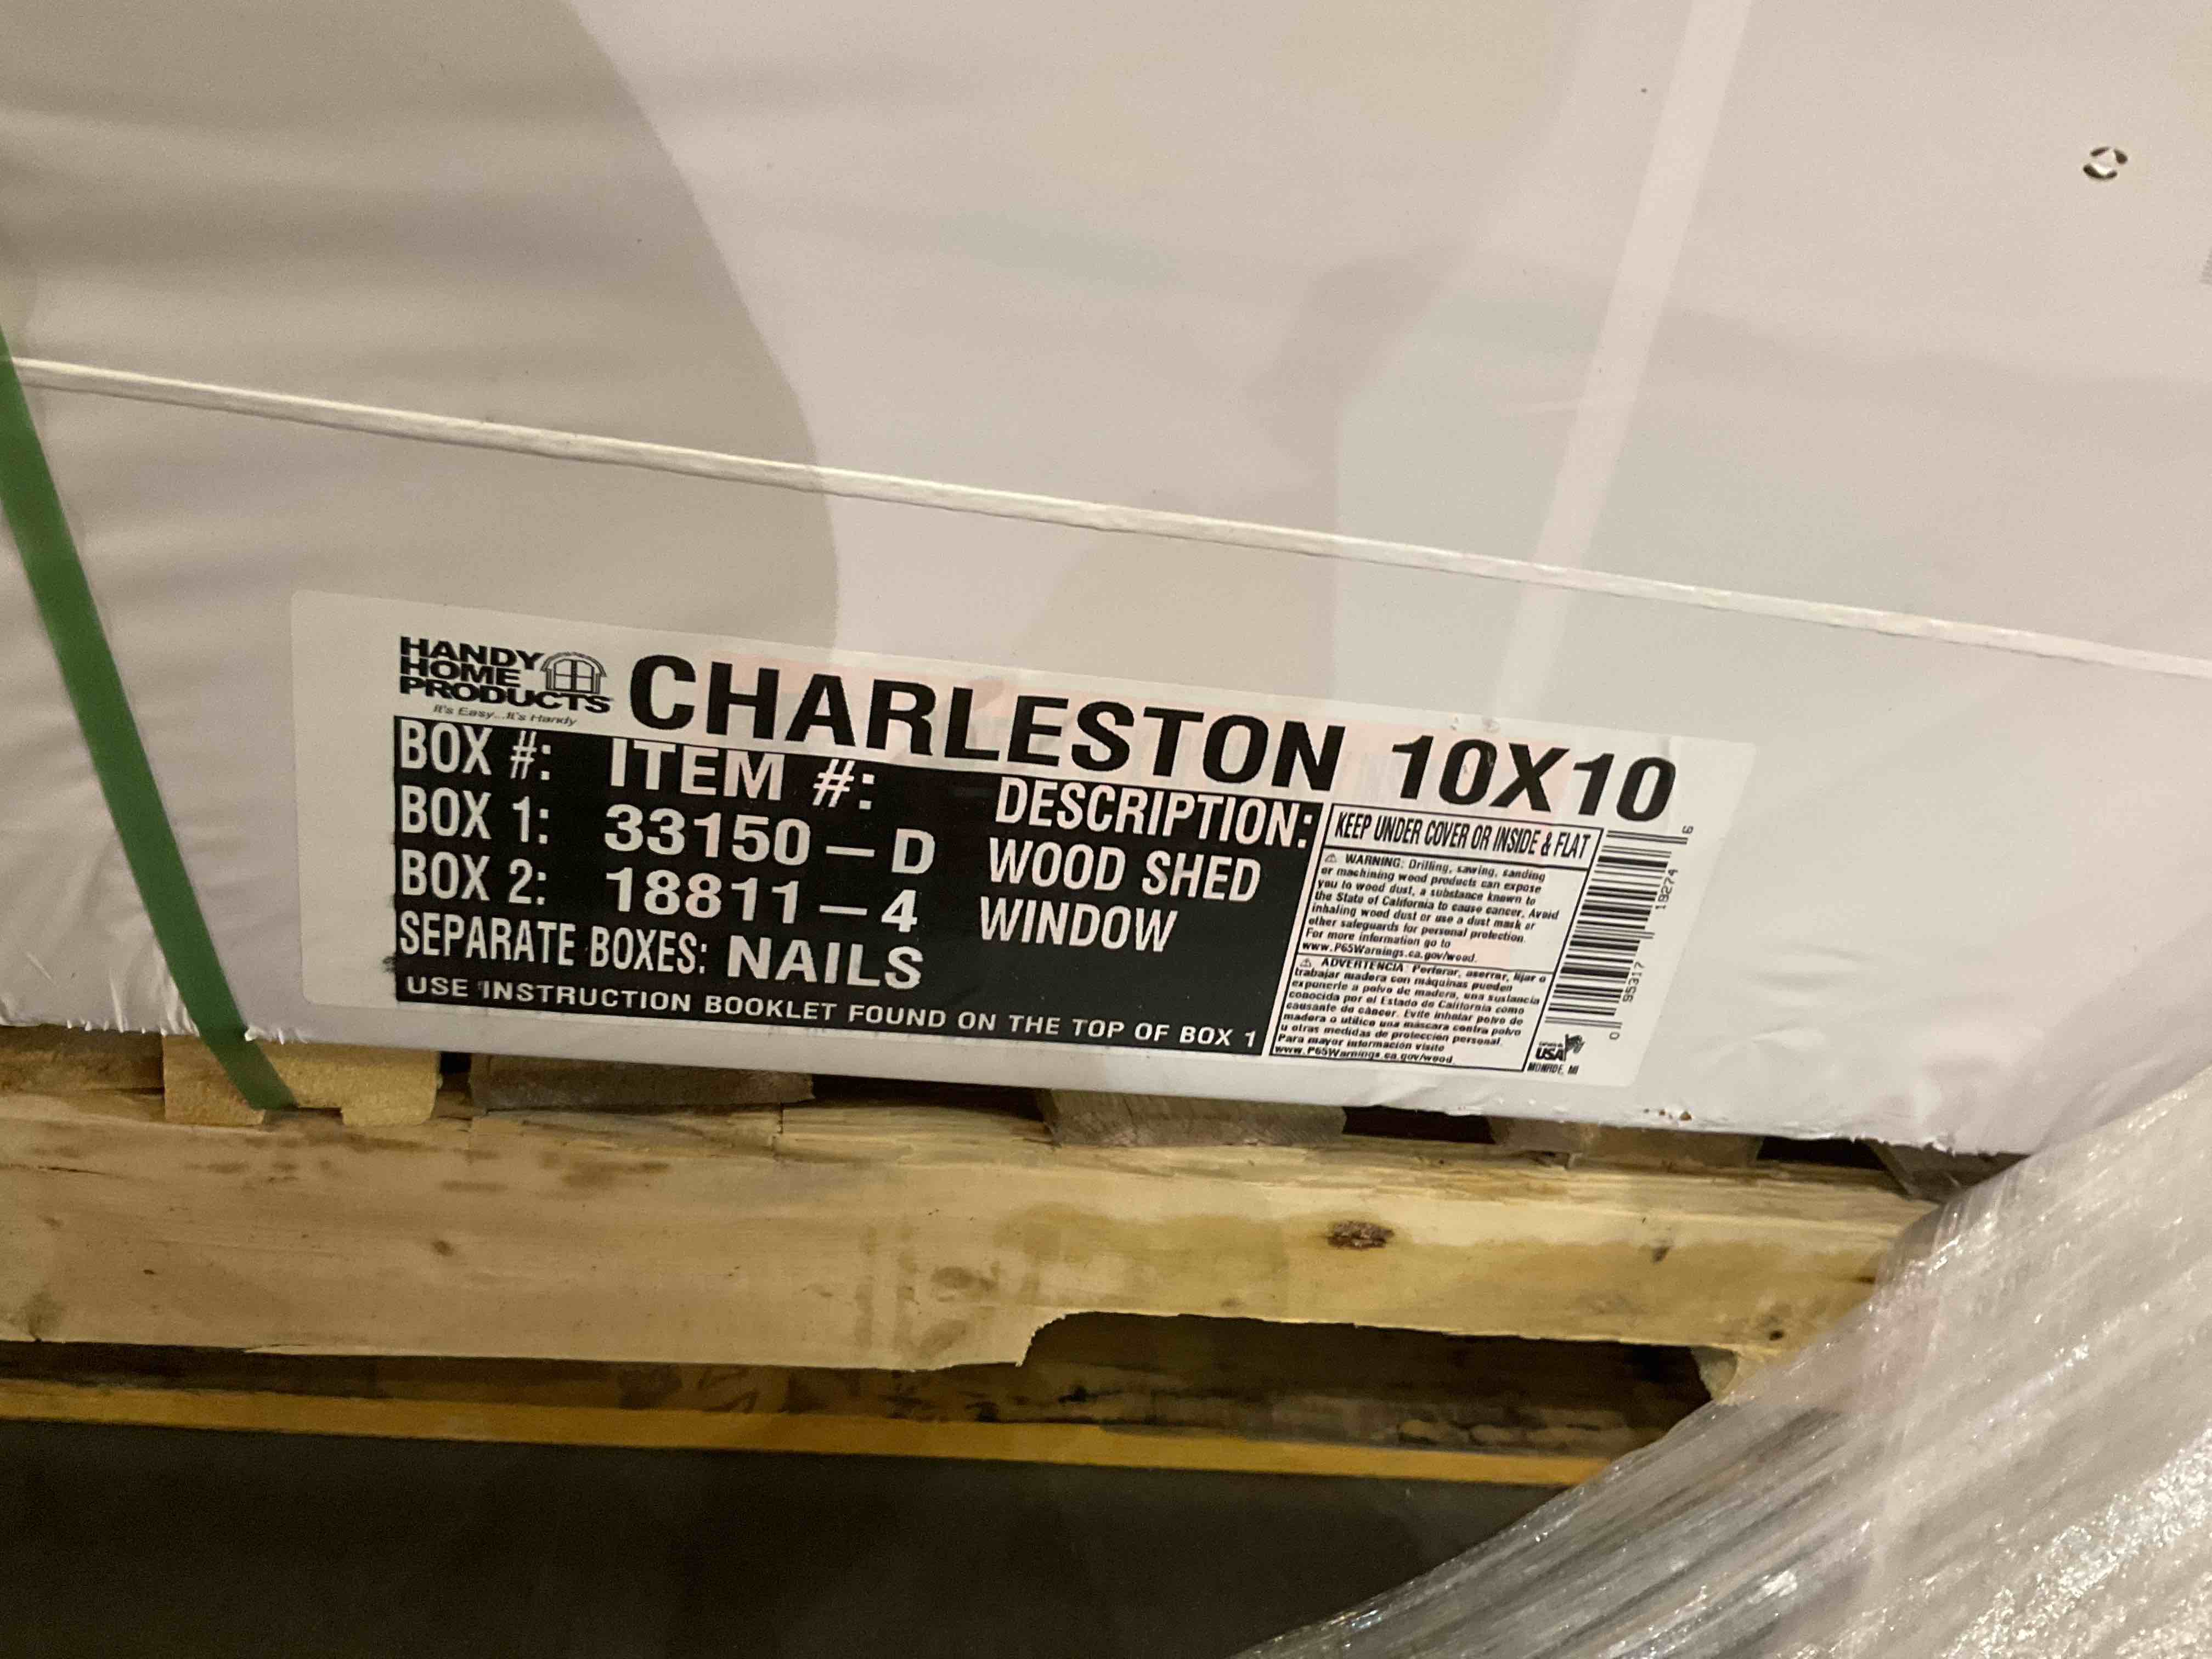 HANDY
HOME
PRODUCTS
It's Easy...It's Handy
CHARLESTON 10X10
BOX #: ITEM #: DESCRIPTION:
BOX 1: 33150-D WOOD SHED
BOX 2: 18811-4 WINDOW
SEPARATE BOXES: NAILS
USE INSTRUCTION BOOKLET FOUND ON THE TOP OF BOX 1
KEEP UNDER COVER OR INSIDE & FLAT
⚠ WARNING: Drilling, sawing, sanding
or machining wood products can expose
you to wood dust, a substance known to
the State of California to cause cancer. Avoid
inhaling wood dust or use a dust mask or
other safeguards for personal protection.
For more information go to
www.P65Warnings.ca.gov/wood.
⚠ ADVERTENCIA: Perforar, aserrar, lijar o
trabajar madera con máquinas pueden
exponerle a polvo de madera, una sustancia
conocida por el Estado de California como
causante de cáncer. Evite inhalar polvo de
madera o utilice una máscara contra polvo
u otras medidas de protección personal.
Para mayor información visite
www.P65Warnings.ca.gov/wood
0 95317 18274 6
USA
MONROE, MI